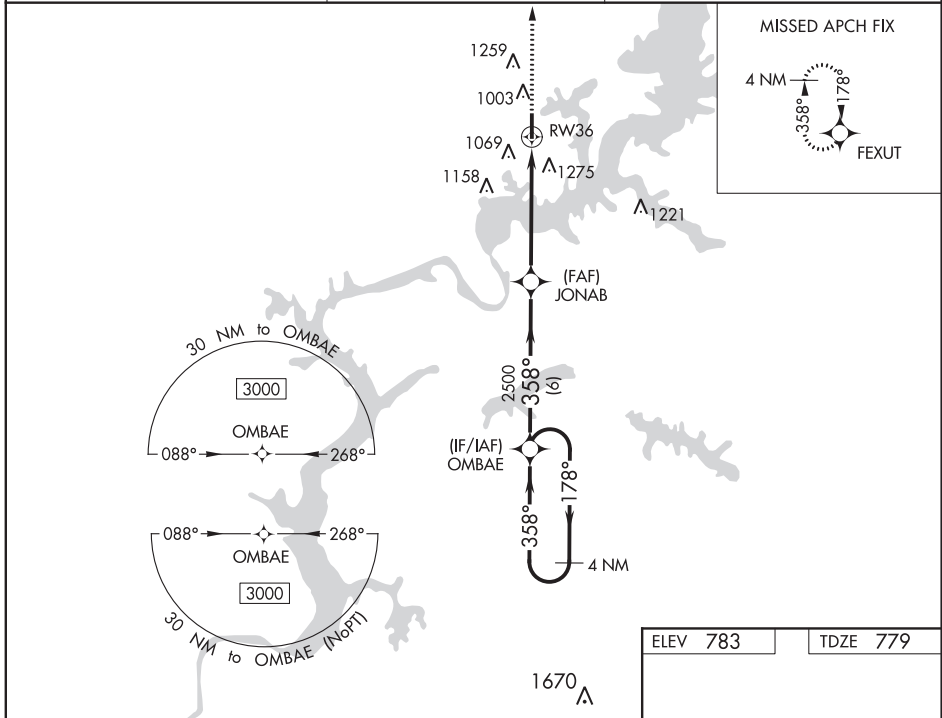 MISSED APCH FIX
4 NM
358°
178°
FEXUT
1259
1003
RW36
1069
1275
1158
1221
(FAF)
JONAB
30 NM to OMBAE
3000
OMBAE
088°
268°
2500
358°
(6)
(IF/IAF)
OMBAE
178°
358°
4 NM
088°
268°
OMBAE
3000
30 NM to OMBAE (NoPT)
ELEV 783
TDZE 779
1670